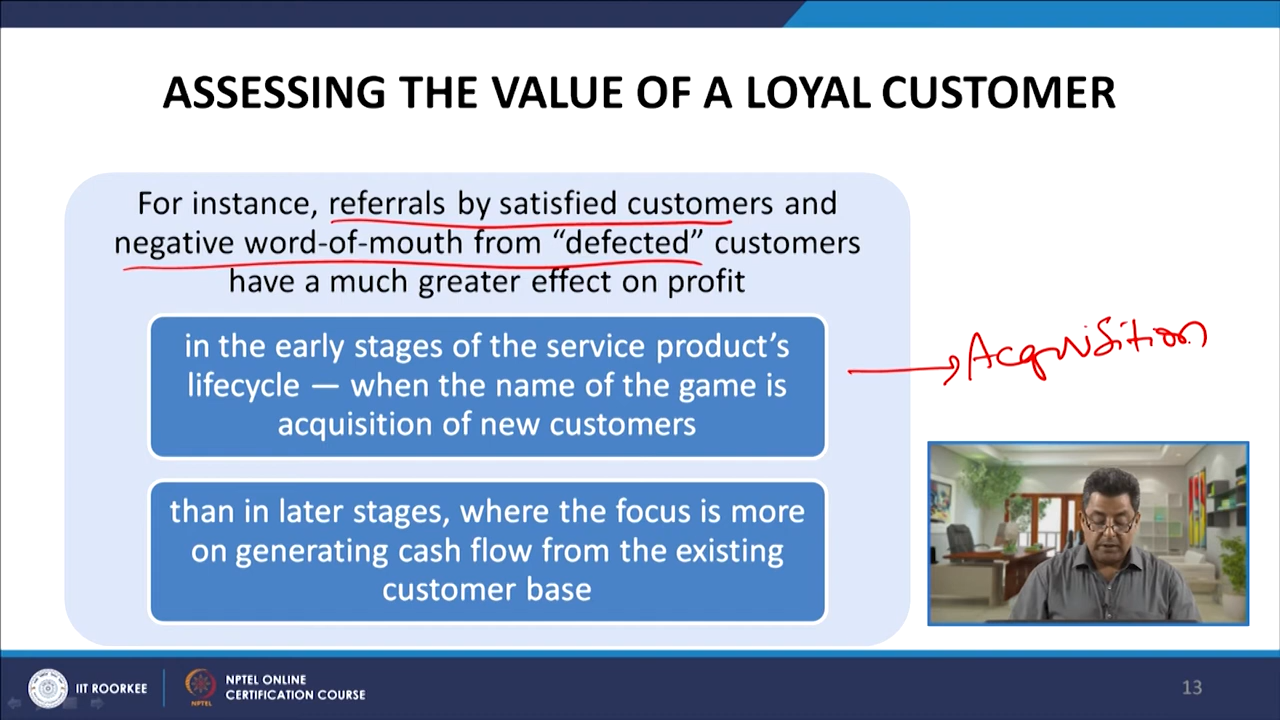 ASSESSING THE VALUE OF A LOYAL CUSTOMER
For instance, referrals by satisfied customers and
negative word-of-mouth from “defected” customers
have a much greater effect on profit
in the early stages of the service product’s
lifecycle — when the name of the game is
acquisition of new customers
Acquisition
than in later stages, where the focus is more
on generating cash flow from the existing
customer base
IIT ROORKEE
NPTEL
NPTEL ONLINE
CERTIFICATION COURSE
13